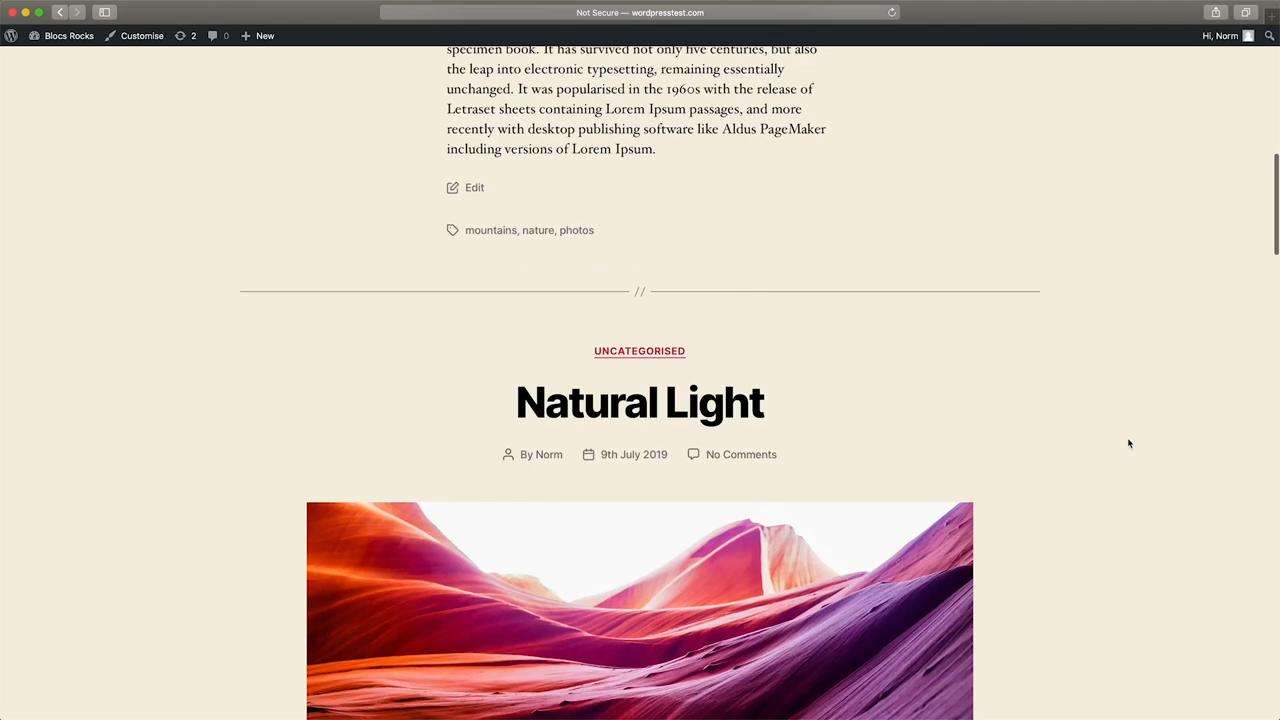 Not Secure — wordpresstest.com
Blocs Rocks Customise 2 0 New Hi, Norm
specimen book. It has survived not only five centuries, but also
the leap into electronic typesetting, remaining essentially
unchanged. It was popularised in the 1960s with the release of
Letraset sheets containing Lorem Ipsum passages, and more
recently with desktop publishing software like Aldus PageMaker
including versions of Lorem Ipsum.
Edit
mountains, nature, photos
//
UNCATEGORISED
Natural Light
By Norm 9th July 2019 No Comments